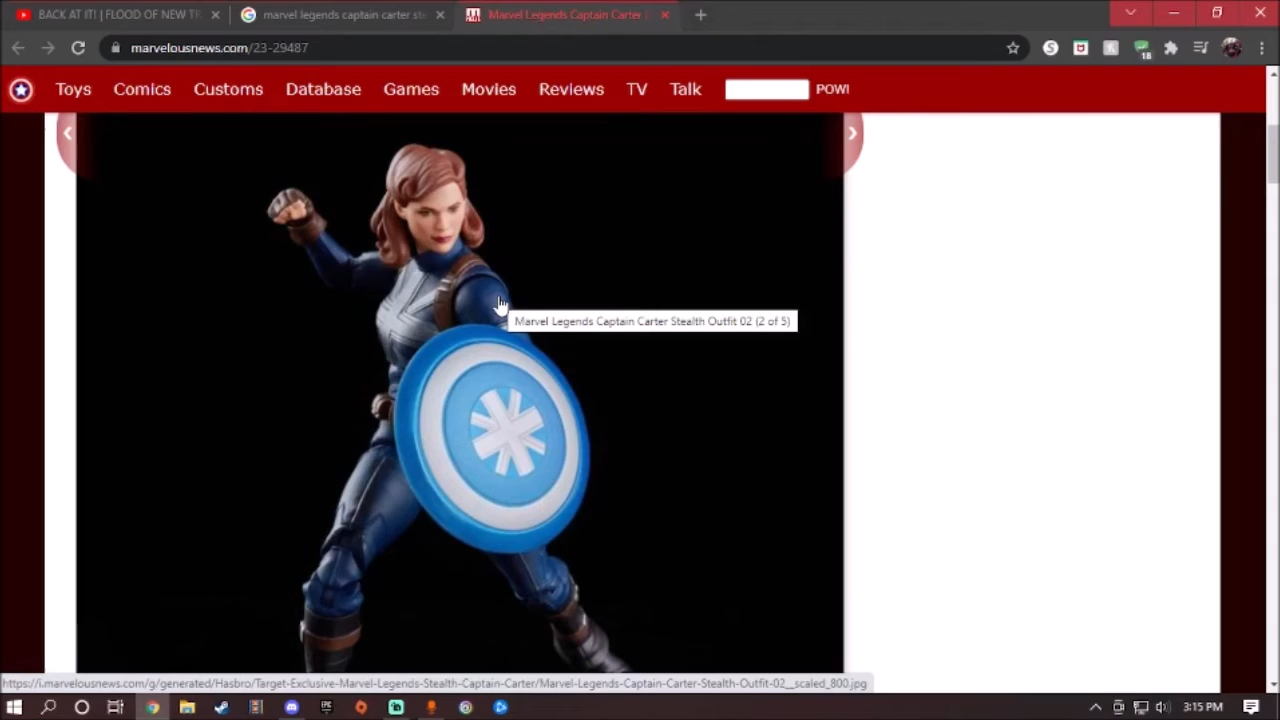 BACK AT IT! | FLOOD OF NEW TI
marvel legends captain carter ste
Marvel Legends Captain Carter |
marvelousnews.com/23-29487
18
Toys Comics Customs Database Games Movies Reviews TV Talk POW!
Marvel Legends Captain Carter Stealth Outfit 02 (2 of 5)
https://i.marvelousnews.com/g/generated/Hasbro/Target-Exclusive-Marvel-Legends-Stealth-Captain-Carter/Marvel-Legends-Captain-Carter-Stealth-Outfit-02__scaled_800.jpg
3:15 PM